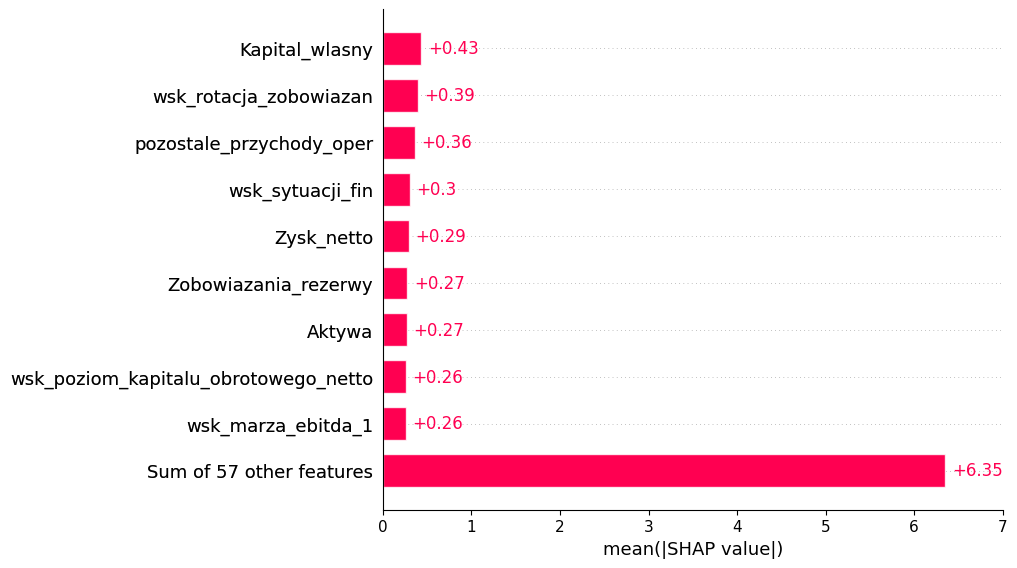 Kapital_wlasny +0.43
wsk_rotacja_zobowiazan +0.39
pozostale_przychody_oper +0.36
wsk_sytuacji_fin +0.3
Zysk_netto +0.29
Zobowiazania_rezerwy +0.27
Aktywa +0.27
wsk_poziom_kapitalu_obrotowego_netto +0.26
wsk_marza_ebitda_1 +0.26
Sum of 57 other features +6.35
0 1 2 3 4 5 6 7
mean(|SHAP value|)